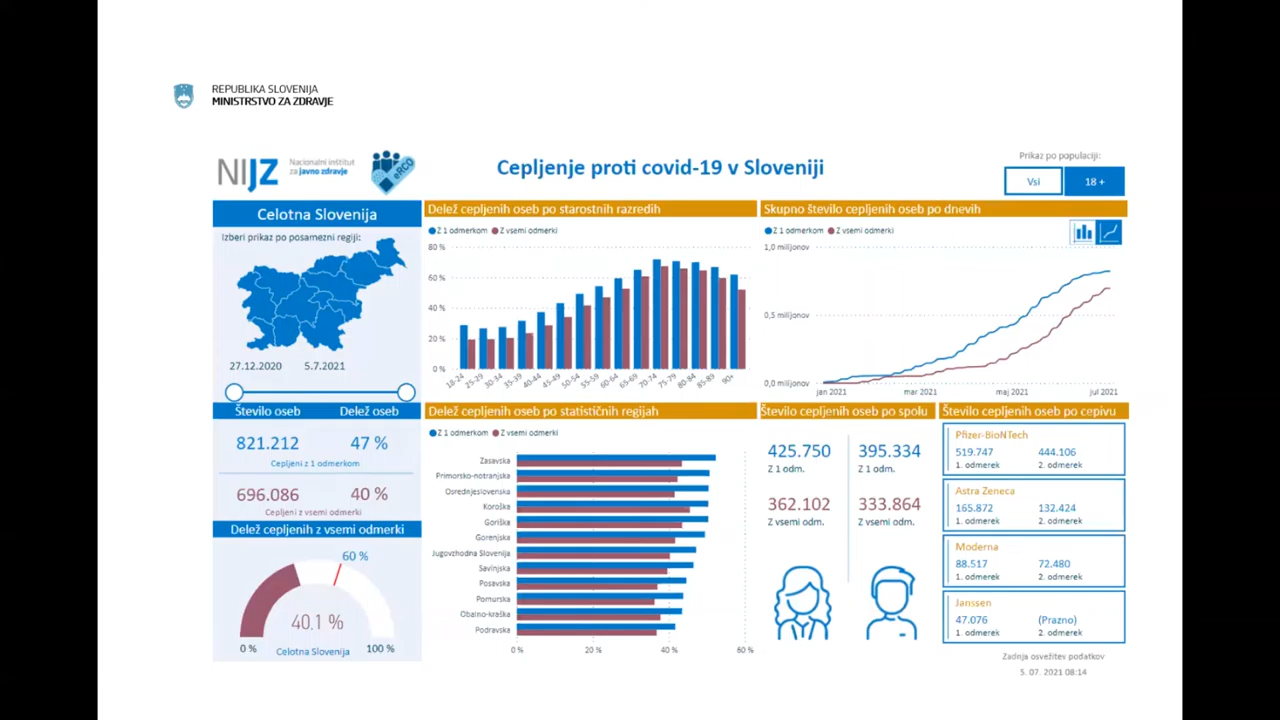 REPUBLIKA SLOVENIJA
MINISTRSTVO ZA ZDRAVJE
NIJZ
Nacionalni inštitut
za javno zdravje
eRCO
Cepljenje proti covid-19 v Sloveniji
Prikaz po populaciji:
Vsi
18 +
Celotna Slovenija
Izberi prikaz po posamezni regiji:
27.12.2020
5.7.2021
Število oseb
Delež oseb
821.212
47 %
Cepljeni z 1 odmerkom
696.086
40 %
Cepljeni z vsemi odmerki
Delež cepljenih z vsemi odmerki
60 %
40.1 %
0 %
Celotna Slovenija
100 %
Delež cepljenih oseb po starostnih razredih
Z 1 odmerkom
Z vsemi odmerki
80 %
60 %
40 %
20 %
0 %
18-24
25-29
30-34
35-39
40-44
45-49
50-54
55-59
60-64
65-69
70-74
75-79
80-84
85-89
90+
Skupno število cepljenih oseb po dnevih
Z 1 odmerkom
Z vsemi odmerki
1,0 milijonov
0,5 milijonov
0,0 milijonov
jan 2021
mar 2021
maj 2021
jul 2021
Delež cepljenih oseb po statističnih regijah
Z 1 odmerkom
Z vsemi odmerki
Zasavska
Primorsko-notranjska
Osrednjeslovenska
Koroška
Goriška
Gorenjska
Jugovzhodna Slovenija
Savinjska
Posavska
Pomurska
Obalno-kraška
Podravska
0 %
20 %
40 %
60 %
Število cepljenih oseb po spolu
425.750
Z 1 odm.
395.334
Z 1 odm.
362.102
Z vsemi odm.
333.864
Z vsemi odm.
Število cepljenih oseb po cepivu
Pfizer-BioNTech
519.747
444.106
1. odmerek
2. odmerek
Astra Zeneca
165.872
132.424
1. odmerek
2. odmerek
Moderna
88.517
72.480
1. odmerek
2. odmerek
Janssen
47.076
(Prazno)
1. odmerek
2. odmerek
Zadnja osvežitev podatkov
5. 07. 2021 08:14